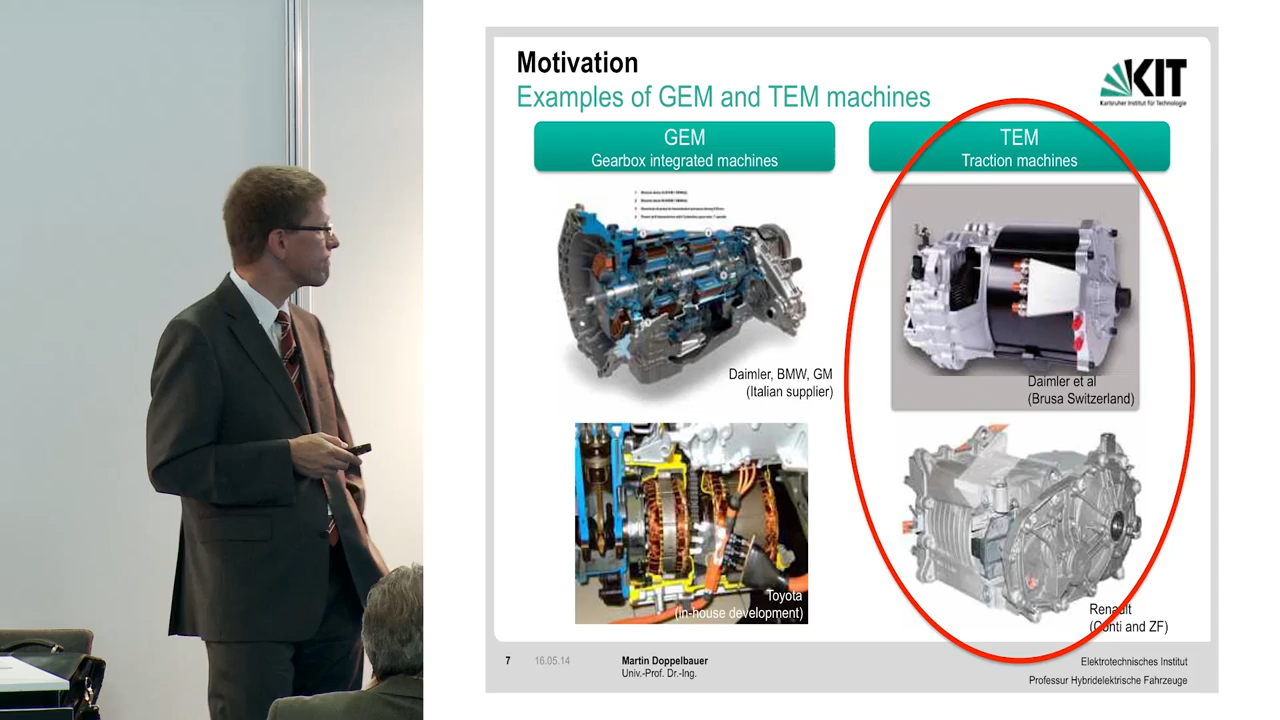 Motivation
Examples of GEM and TEM machines
KIT
Karlsruher Institut für Technologie
GEM
Gearbox integrated machines
TEM
Traction machines
Daimler, BMW, GM
(Italian supplier)
Daimler et al
(Brusa Switzerland)
Toyota
(in-house development)
Renault
(Conti and ZF)
7
16.05.14
Martin Doppelbauer
Univ.-Prof. Dr.-Ing.
Elektrotechnisches Institut
Professur Hybridelektrische Fahrzeuge